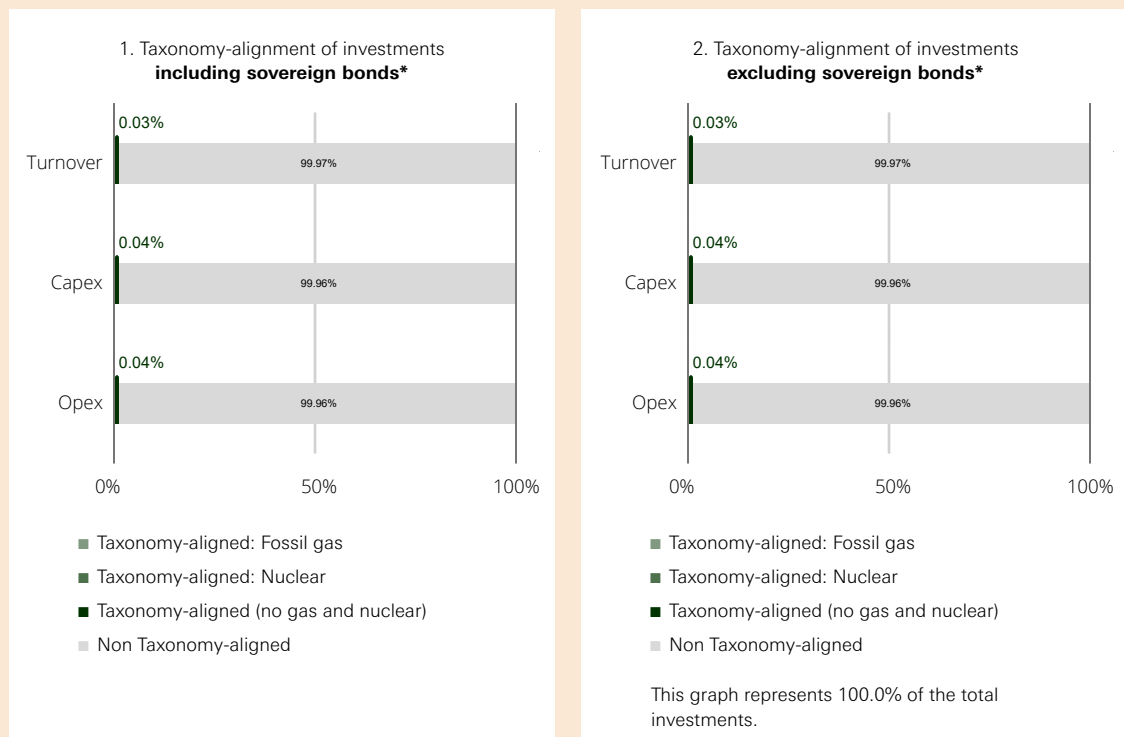 1. Taxonomy-alignment of investments
including sovereign bonds*
0.03%
Turnover
99.97%
0.04%
Capex
99.96%
0.04%
Opex
99.96%
0%
50%
100%
Taxonomy-aligned: Fossil gas
Taxonomy-aligned: Nuclear
Taxonomy-aligned (no gas and nuclear)
Non Taxonomy-aligned
2. Taxonomy-alignment of investments
excluding sovereign bonds*
0.03%
Turnover
99.97%
0.04%
Capex
99.96%
0.04%
Opex
99.96%
0%
50%
100%
Taxonomy-aligned: Fossil gas
Taxonomy-aligned: Nuclear
Taxonomy-aligned (no gas and nuclear)
Non Taxonomy-aligned
This graph represents 100.0% of the total
investments.